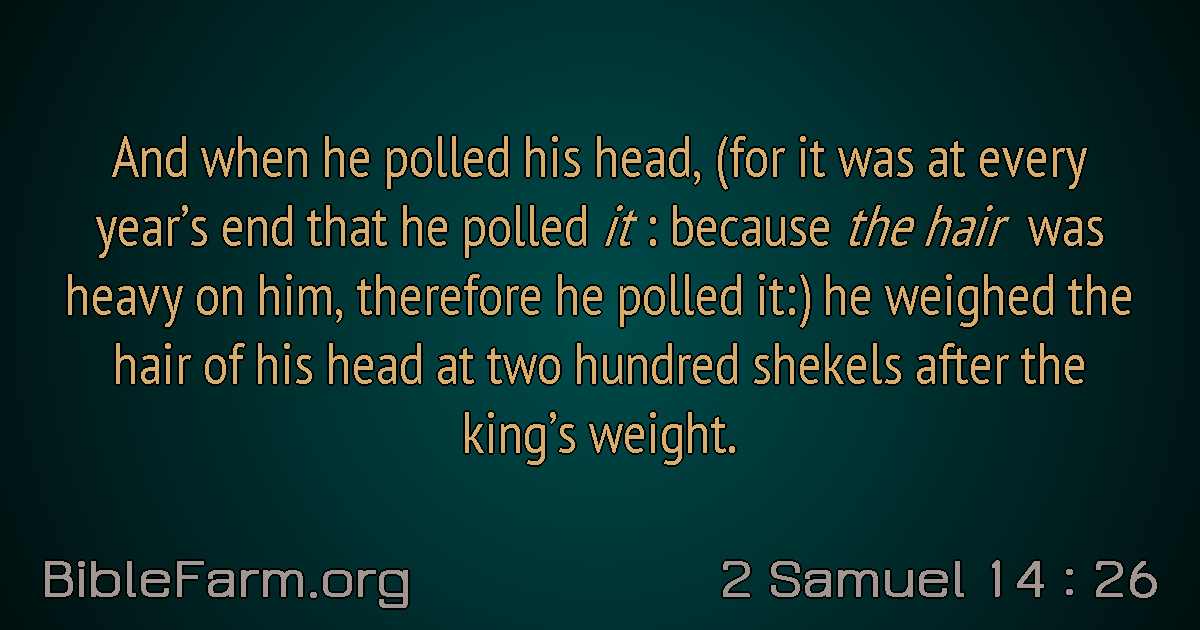 And when he polled his head, (for it was at every
year’s end that he polled it : because the hair was
heavy on him, therefore he polled it:) he weighed the
hair of his head at two hundred shekels after the
king’s weight.
BibleFarm.org
2 Samuel 14 : 26